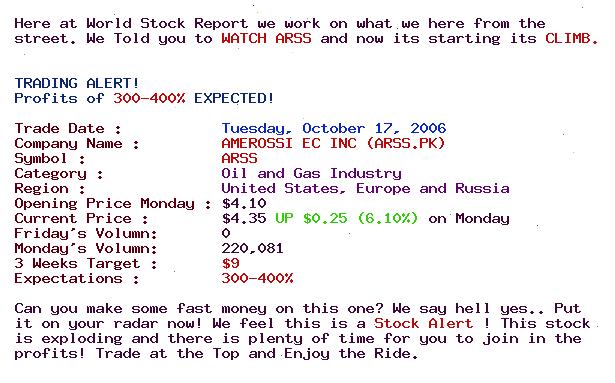 Here at World Stock Report we work on what we here from the
street. We Told you to WATCH ARSS and now its starting its CLIMB.
TRADING ALERT!
Profits of 300-400% EXPECTED!
Trade Date : Tuesday, October 17, 2006
Company Name : AMEROSSI EC INC (ARSS.PK)
Symbol : ARSS
Category : Oil and Gas Industry
Region : United States, Europe and Russia
Opening Price Monday : $4.10
Current Price : $4.35 UP $0.25 (6.10%) on Monday
Friday's Volumn: 0
Monday's Volumn: 220,081
3 Weeks Target : $9
Expectations : 300-400%
Can you make some fast money on this one? We say hell yes.. Put
it on your radar now! We feel this is a Stock Alert ! This stock
is exploding and there is plenty of time for you to join in the
profits! Trade at the Top and Enjoy the Ride.